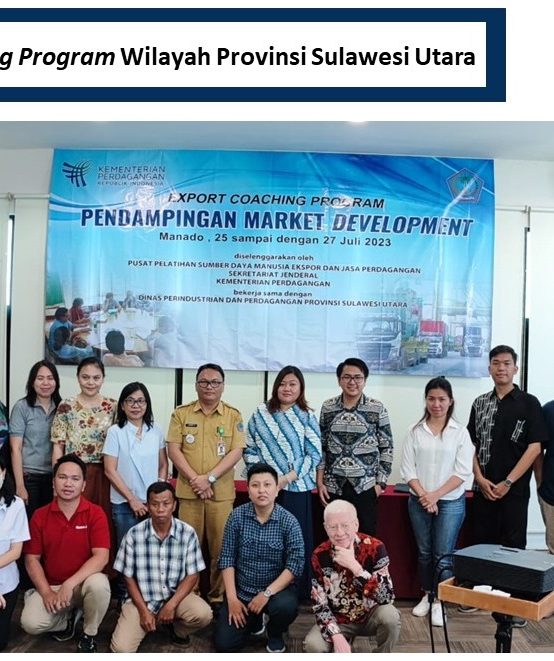 g Program Wilayah Provinsi Sulawesi Utara
KEMENTERIAN
PERDAGANGAN
REPUBLIK INDONESIA
EXPORT COACHING PROGRAM
PENDAMPINGAN MARKET DEVELOPMENT
Manado , 25 sampai dengan 27 Juli 2023
diselenggarakan oleh
PUSAT PELATIHAN SUMBER DAYA MANUSIA EKSPOR DAN JASA PERDAGANGAN
SEKRETARIAT JENDERAL
KEMENTERIAN PERDAGANGAN
bekerja sama dengan
DINAS PERINDUSTRIAN DAN PERDAGANGAN PROVINSI SULAWESI UTARA